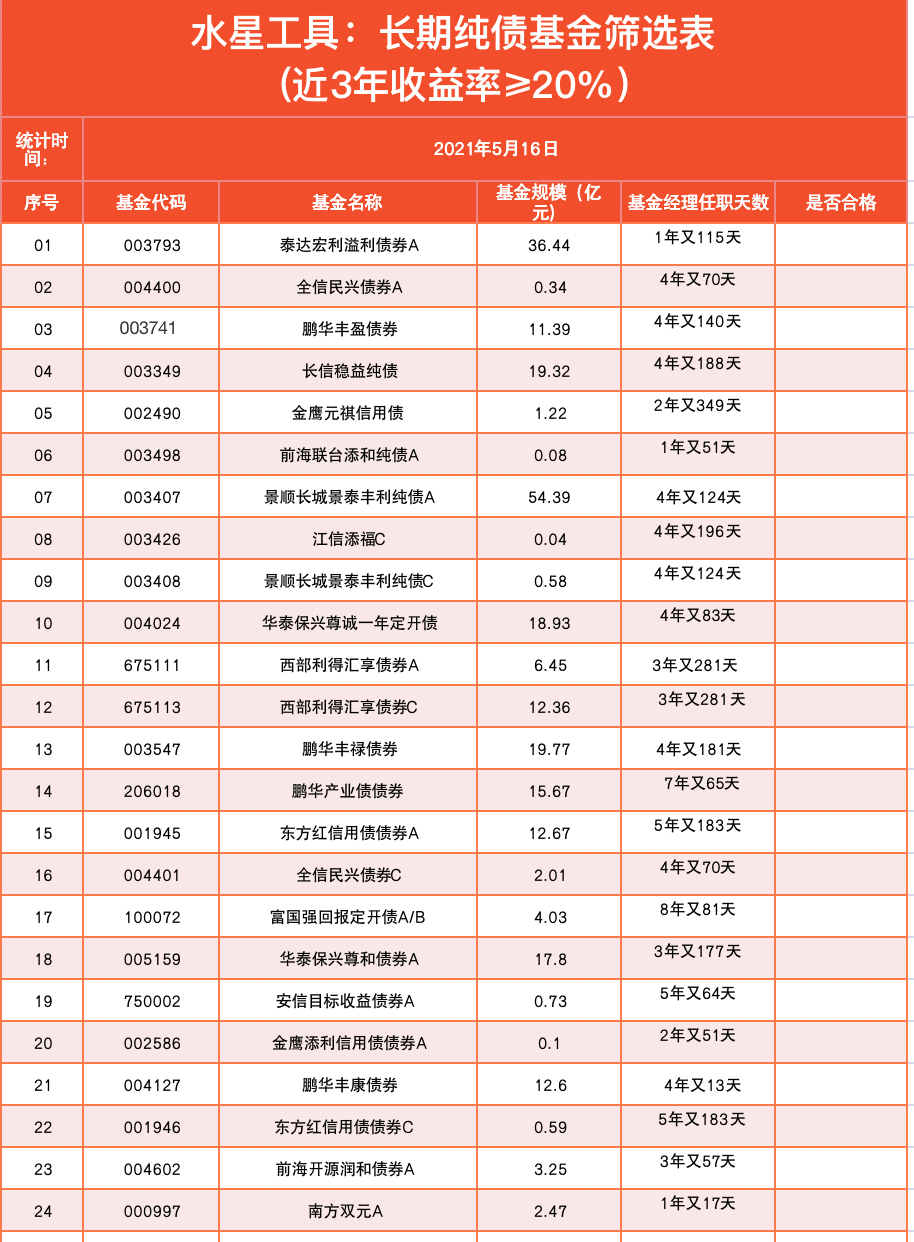 水星工具：长期纯债基金筛选表
(近3年收益率≥20%）
统计时间：
2021年5月16日
序号 基金代码 基金名称 基金规模（亿元) 基金经理任职天数 是否合格
01 003793 泰达宏利溢利债券A 36.44 1年又115天
02 004400 全信民兴债券A 0.34 4年又70天
03 003741 鹏华丰盈债券 11.39 4年又140天
04 003349 长信稳益纯债 19.32 4年又188天
05 002490 金鹰元祺信用债 1.22 2年又349天
06 003498 前海联台添和纯债A 0.08 1年又51天
07 003407 景顺长城景泰丰利纯债A 54.39 4年又124天
08 003426 江信添福C 0.04 4年又196天
09 003408 景顺长城景泰丰利纯债C 0.58 4年又124天
10 004024 华泰保兴尊诚一年定开债 18.93 4年又83天
11 675111 西部利得汇享债券A 6.45 3年又281天
12 675113 西部利得汇享债券C 12.36 3年又281天
13 003547 鹏华丰禄债券 19.77 4年又181天
14 206018 鹏华产业债债券 15.67 7年又65天
15 001945 东方红信用债债券A 12.67 5年又183天
16 004401 全信民兴债券C 2.01 4年又70天
17 100072 富国强回报定开债A/B 4.03 8年又81天
18 005159 华泰保兴尊和债券A 17.8 3年又177天
19 750002 安信目标收益债券A 0.73 5年又64天
20 002586 金鹰添利信用债债券A 0.1 2年又51天
21 004127 鹏华丰康债券 12.6 4年又13天
22 001946 东方红信用债债券C 0.59 5年又183天
23 004602 前海开源润和债券A 3.25 3年又57天
24 000997 南方双元A 2.47 1年又17天